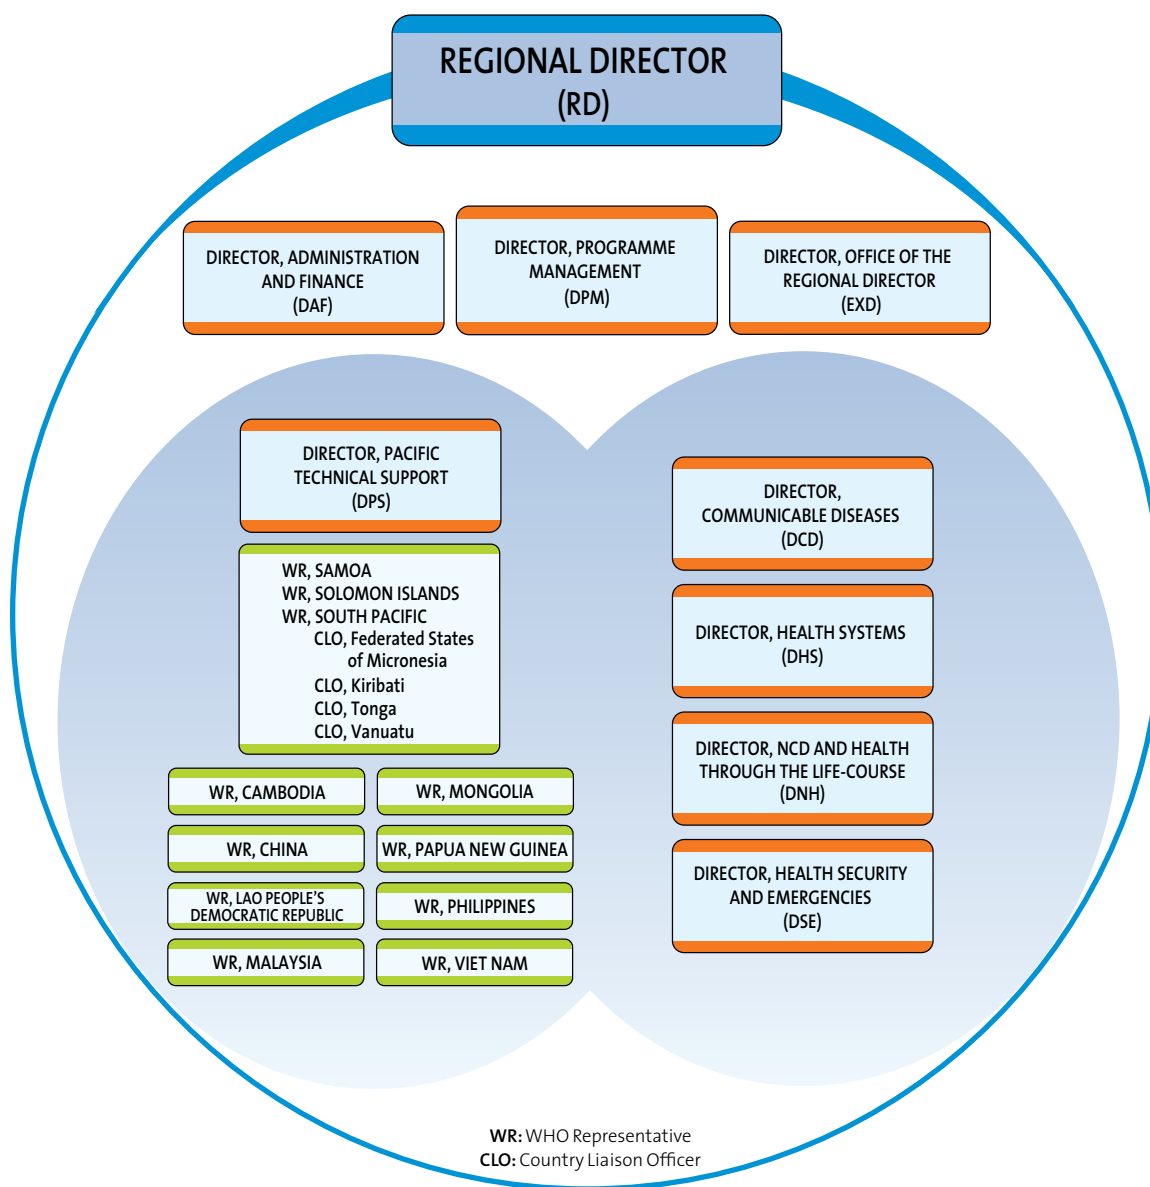 REGIONAL DIRECTOR
(RD)
DIRECTOR, ADMINISTRATION
AND FINANCE
(DAF)
DIRECTOR, PROGRAMME
MANAGEMENT
(DPM)
DIRECTOR, OFFICE OF THE
REGIONAL DIRECTOR
(EXD)
DIRECTOR, PACIFIC
TECHNICAL SUPPORT
(DPS)
WR, SAMOA
WR, SOLOMON ISLANDS
WR, SOUTH PACIFIC
CLO, Federated States
of Micronesia
CLO, Kiribati
CLO, Tonga
CLO, Vanuatu
WR, CAMBODIA
WR, MONGOLIA
WR, CHINA
WR, PAPUA NEW GUINEA
WR, LAO PEOPLE'S
DEMOCRATIC REPUBLIC
WR, PHILIPPINES
WR, MALAYSIA
WR, VIET NAM
DIRECTOR,
COMMUNICABLE DISEASES
(DCD)
DIRECTOR, HEALTH SYSTEMS
(DHS)
DIRECTOR, NCD AND HEALTH
THROUGH THE LIFE-COURSE
(DNH)
DIRECTOR, HEALTH SECURITY
AND EMERGENCIES
(DSE)
WR: WHO Representative
CLO: Country Liaison Officer